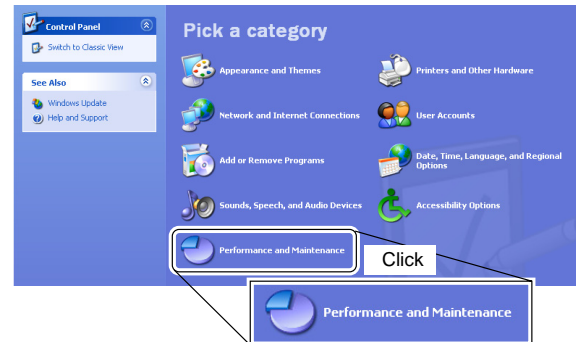 Control Panel
Switch to Classic View
See Also
Windows Update
Help and Support
Pick a category
Appearance and Themes
Printers and Other Hardware
Network and Internet Connections
User Accounts
Add or Remove Programs
Date, Time, Language, and Regional
Options
Sounds, Speech, and Audio Devices
Accessibility Options
Performance and Maintenance
Click
Performance and Maintenance